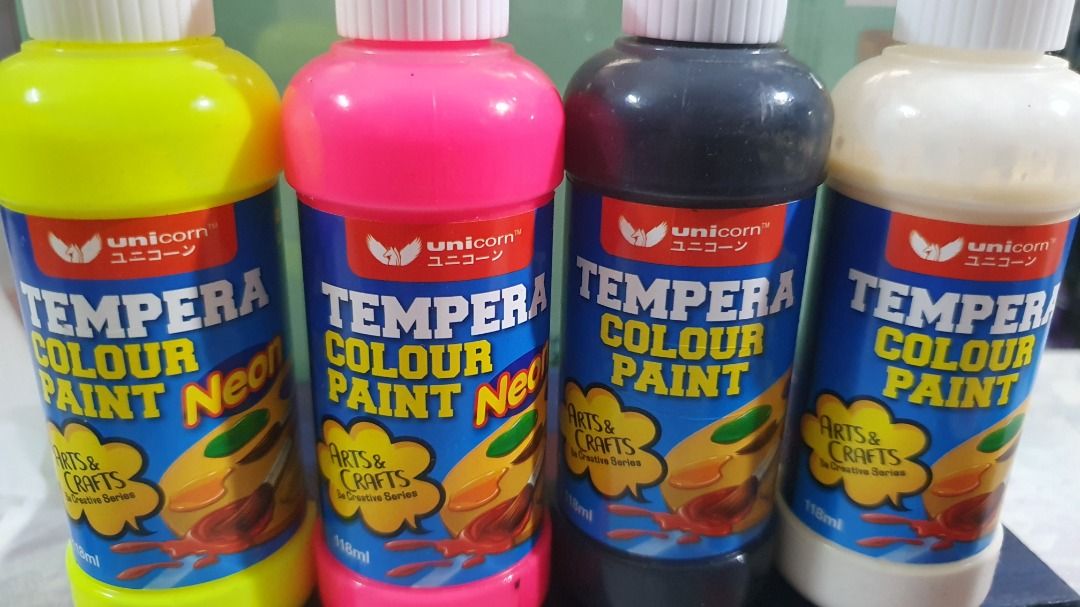 unicorn™
ユニコーン
TEMPERA
COLOUR
PAINT Neon
ARTS &
CRAFTS
Be Creative Series
118ml
unicorn™
ユニコーン
TEMPERA
COLOUR
PAINT Neon
ARTS &
CRAFTS
Be Creative Series
118ml
unicorn™
ユニコーン
TEMPERA
COLOUR
PAINT
ARTS &
CRAFTS
Be Creative Series
118ml
unicorn™
ユニコーン
TEMPERA
COLOUR
PAINT
ARTS &
CRAFTS
Be Creative Series
118ml